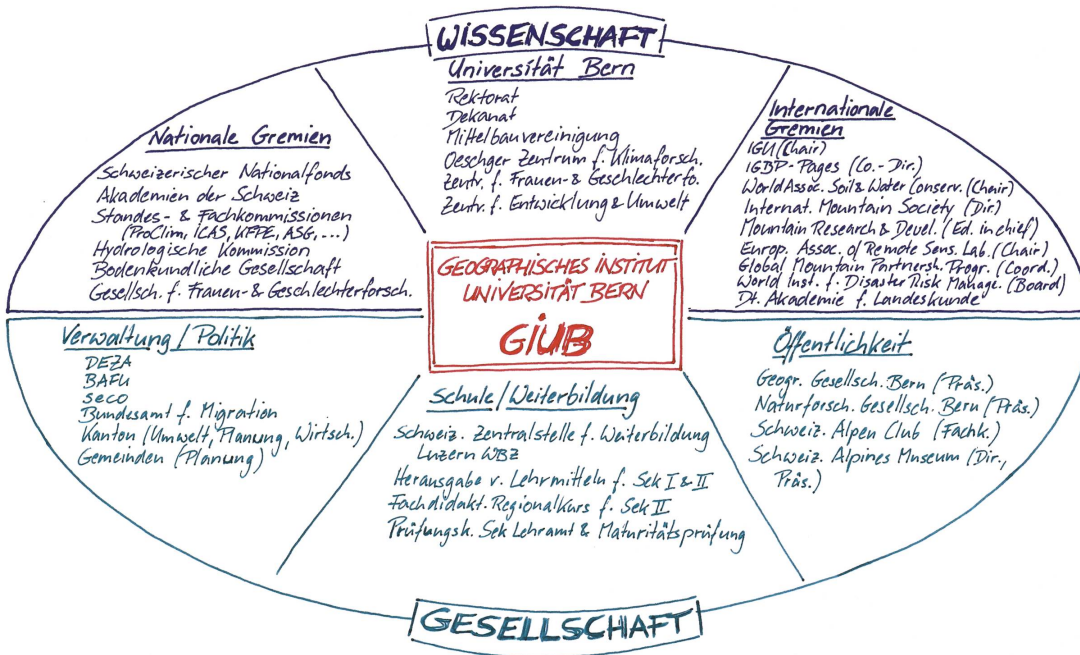 WISSENSCHAFT
Universität Bern
Rektorat
Dekanat
Mittelbauvereinigung
Oeschger Zentrum f. Klimaforsch.
Zentr. f. Frauen- & Geschlechterfo.
Zentr. f. Entwicklung & Umwelt
Nationale Gremien
Schweizerischer Nationalfonds
Akademien der Schweiz
Standes- & Fachkommissionen
(ProClim, ICAS, KFPE, ASG, ...)
Hydrologische Kommission
Bodenkundliche Gesellschaft
Gesellsch. f. Frauen- & Geschlechterforsch.
Internationale
Gremien
IGU (Chair)
IGBP - Pages (Co.- Dir.)
World Assoc. Soil & Water Conserv. (Chair)
Internat. Mountain Society (Dir.)
Mountain Research & Devel. (Ed. in chief)
Europ. Assoc. of Remote Sens. Lab. (Chair)
Global Mountain Partnersh. Progr. (Coord.)
World Inst. f. Disaster Risk Manage. (Board)
Dt. Akademie f. Landeskunde
GEOGRAPHISCHES INSTITUT
UNIVERSITÄT BERN
GIUB
Verwaltung / Politik
DEZA
BAFU
seco
Bundesamt f. Migration
Kanton (Umwelt, Planung, Wirtsch.)
Gemeinden (Planung)
Schule / Weiterbildung
Schweiz. Zentralstelle f. Weiterbildung
Luzern WBZ
Herausgabe v. Lehrmitteln f. Sek I & II
Fachdidakt. Regionalkurs f. Sek II
Prüfungsk. Sek Lehramt & Maturitätsprüfung
Öffentlichkeit
Geogr. Gesellsch. Bern (Präs.)
Naturforsch. Gesellsch. Bern (Präs.)
Schweiz. Alpen Club (Fachk.)
Schweiz. Alpines Museum (Dir.,
Präs.)
GESELLSCHAFT